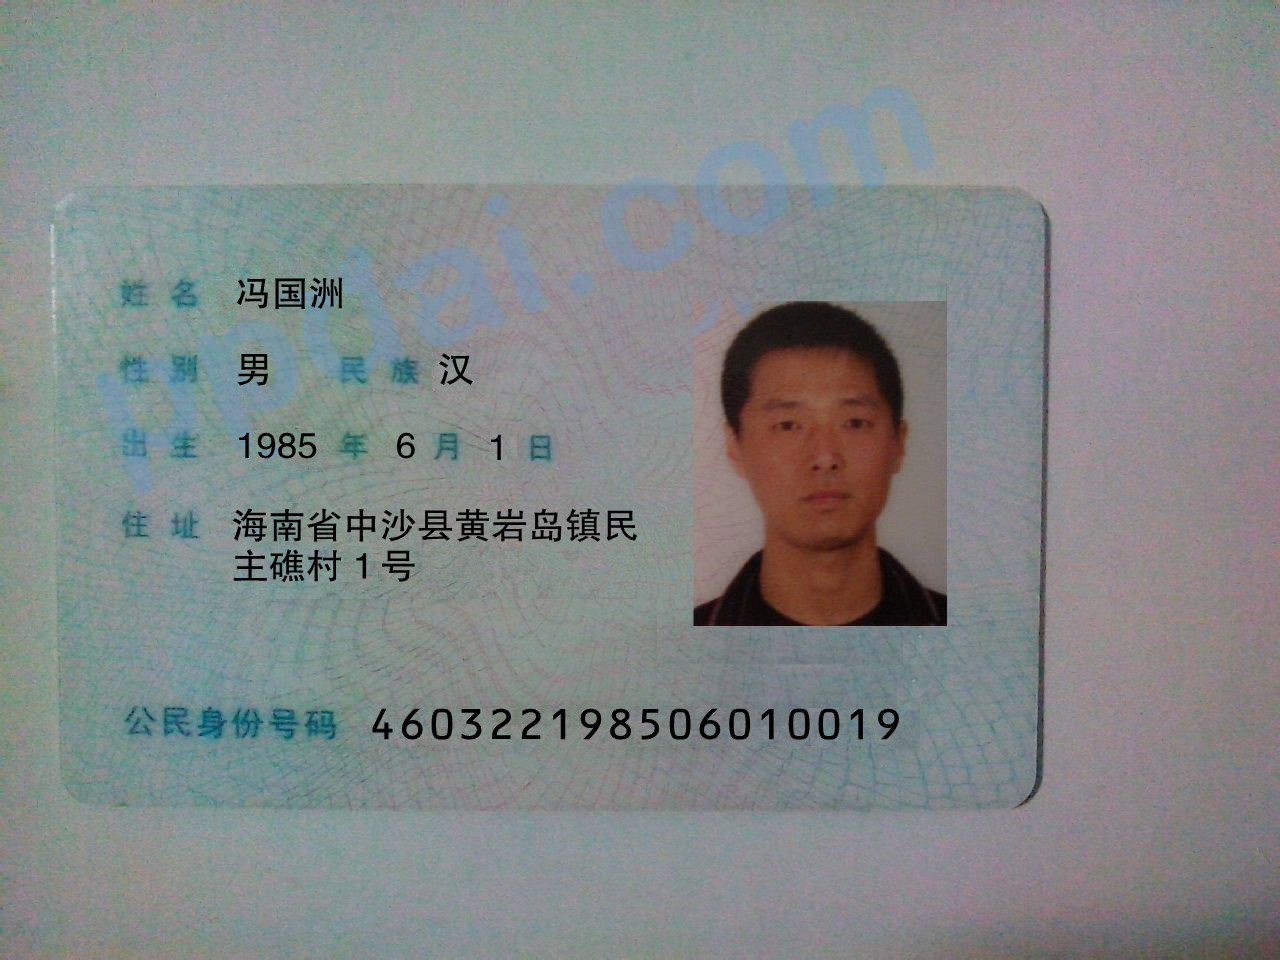 ppdai.com
姓名 冯国洲
性别 男 民族 汉
出生 1985 年 6 月 1 日
住址 海南省中沙县黄岩岛镇民
主礁村1号
公民身份号码 460322198506010019